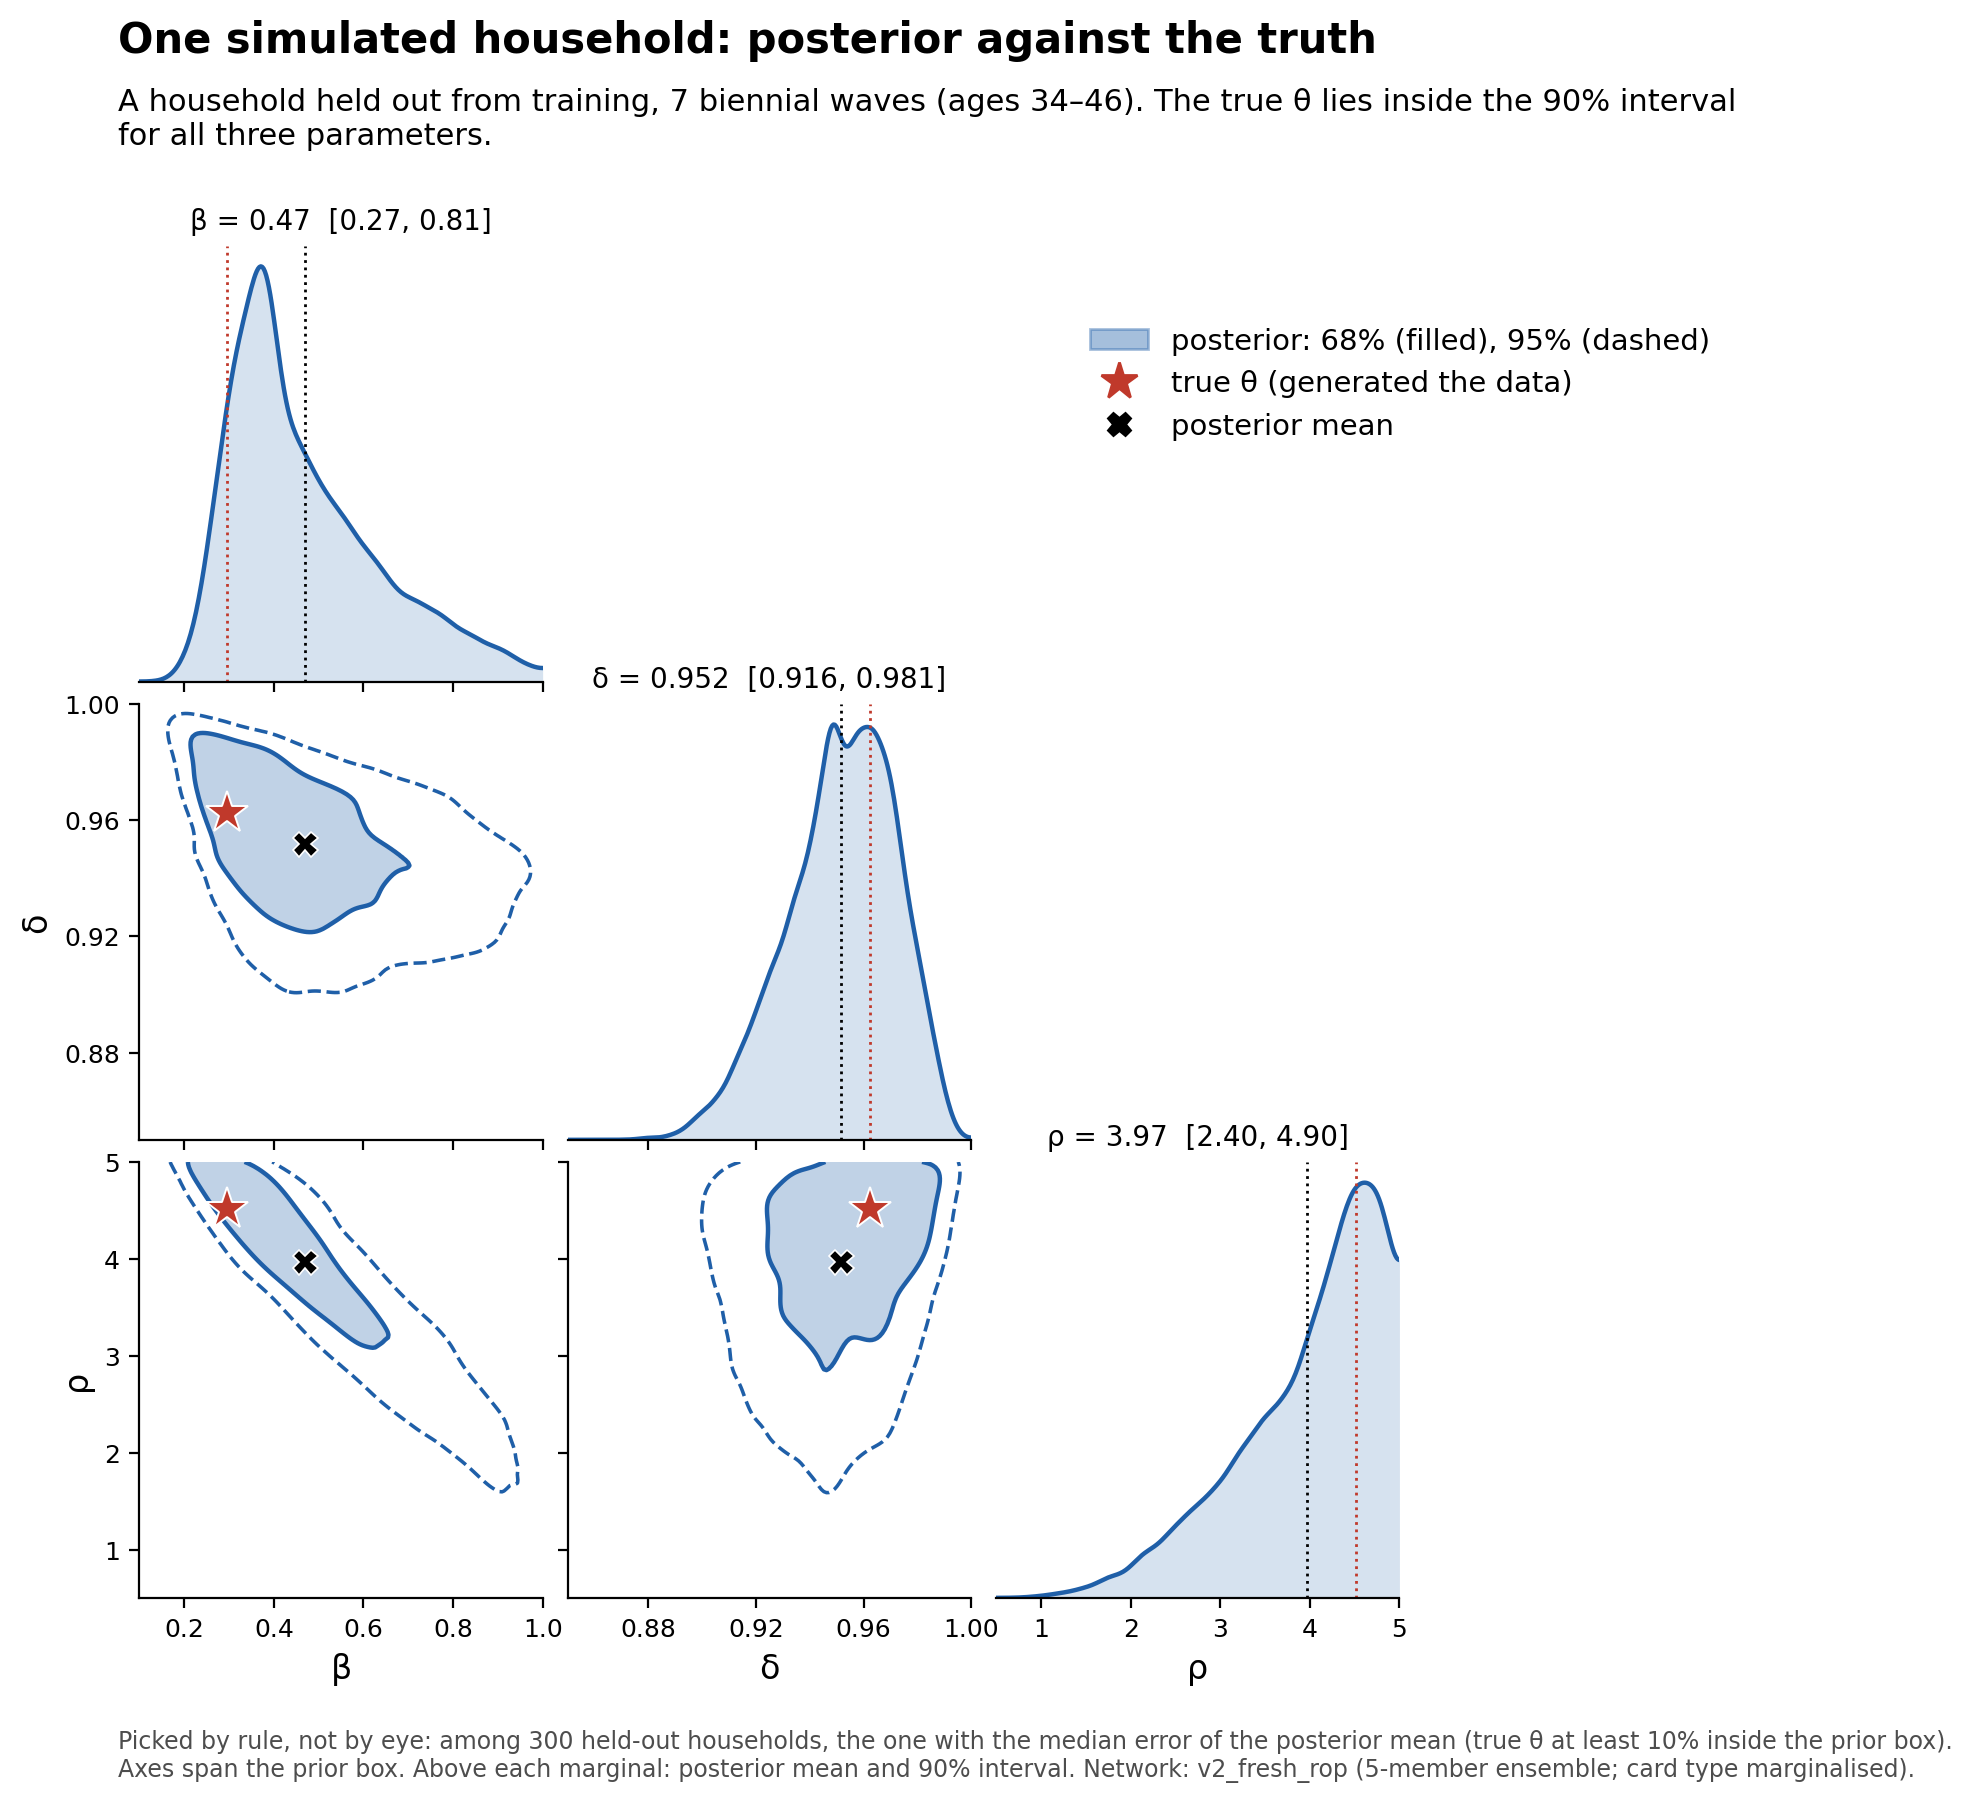 One simulated household: posterior against the truth
A household held out from training, 7 biennial waves (ages 34–46). The true θ lies inside the 90% interval
for all three parameters.
β = 0.47  [0.27, 0.81]
posterior: 68% (filled), 95% (dashed)
true θ (generated the data)
posterior mean
δ = 0.952  [0.916, 0.981]
1.00
0.96
0.92
0.88
δ
ρ = 3.97  [2.40, 4.90]
5
4
3
2
1
ρ
0.2 0.4 0.6 0.8 1.0
0.88 0.92 0.96 1.00
1 2 3 4 5
β
δ
ρ
Picked by rule, not by eye: among 300 held-out households, the one with the median error of the posterior mean (true θ at least 10% inside the prior box).
Axes span the prior box. Above each marginal: posterior mean and 90% interval. Network: v2_fresh_rop (5-member ensemble; card type marginalised).